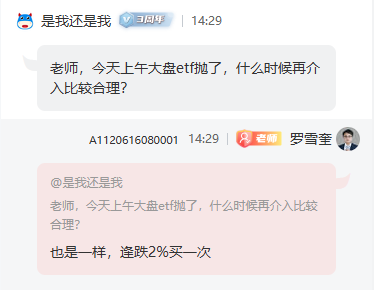 是我还是我 3周年 14:29
老师，今天上午大盘etf抛了，什么时候再介
入比较合理？
A1120616080001 14:29 老师 罗雪奎
@是我还是我
老师，今天上午大盘etf抛了，什么时候再介入比较
合理？
也是一样，逢跌2%买一次